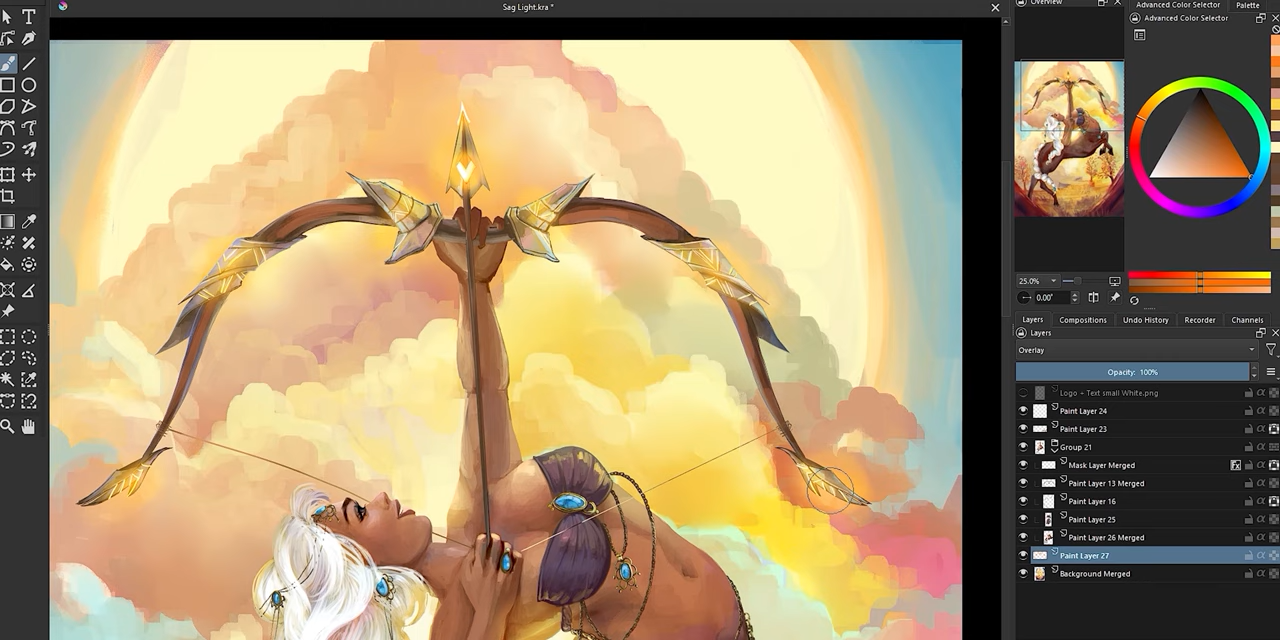 Sag Light.kra *
Overview
Advanced Color Selector
Palette
Advanced Color Selector
25.0%
0.00°
Layers
Compositions
Undo History
Recorder
Channels
Layers
Overlay
Opacity: 100%
Logo + Text small White.png
Paint Layer 24
Paint Layer 23
Group 21
Mask Layer Merged
Paint Layer 13 Merged
Paint Layer 16
Paint Layer 25
Paint Layer 26 Merged
Paint Layer 27
Background Merged